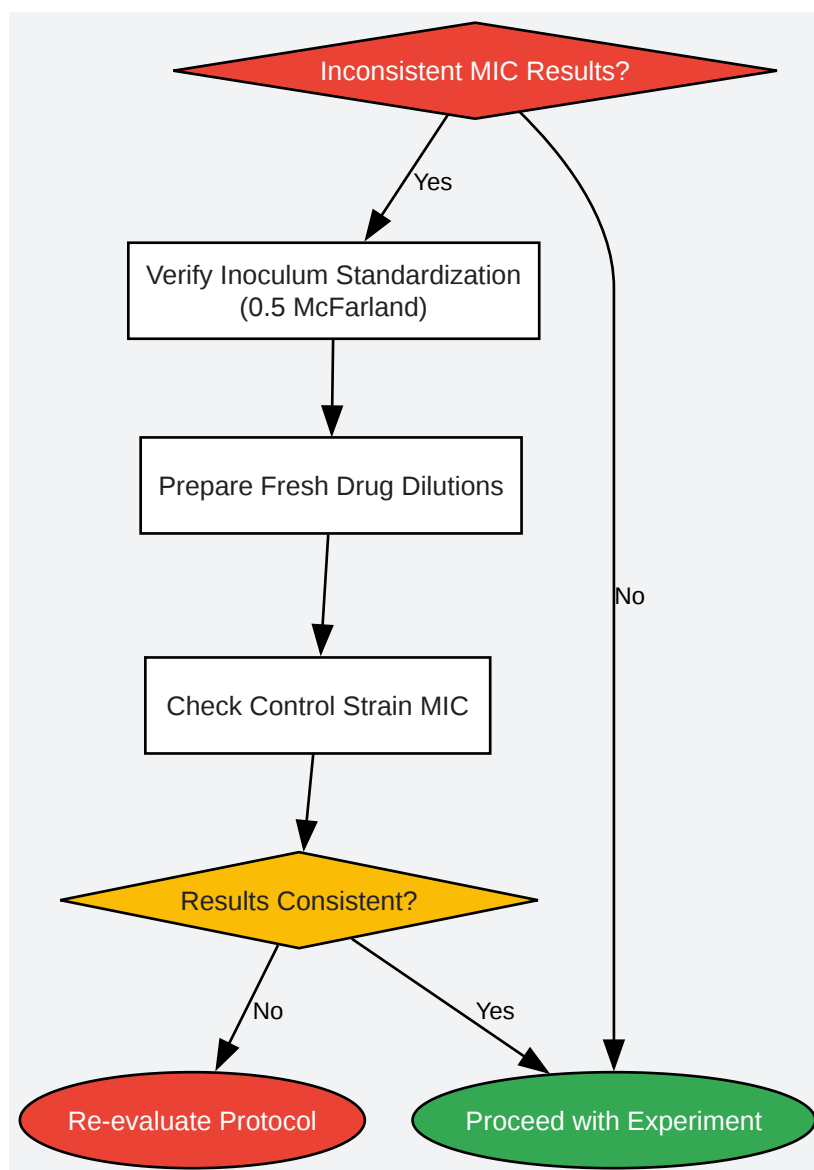 Inconsistent MIC Results?
Yes
Verify Inoculum Standardization
(0.5 McFarland)
Prepare Fresh Drug Dilutions
No
Check Control Strain MIC
Results Consistent?
No
Yes
Re-evaluate Protocol
Proceed with Experiment